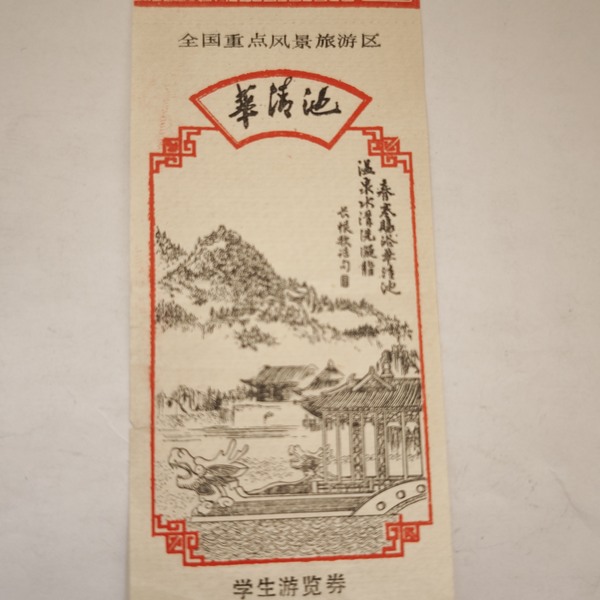 全国重点风景旅游区
華清池
春寒賜浴華清池
温泉水滑洗凝脂
长恨歌诗句
学生游览券